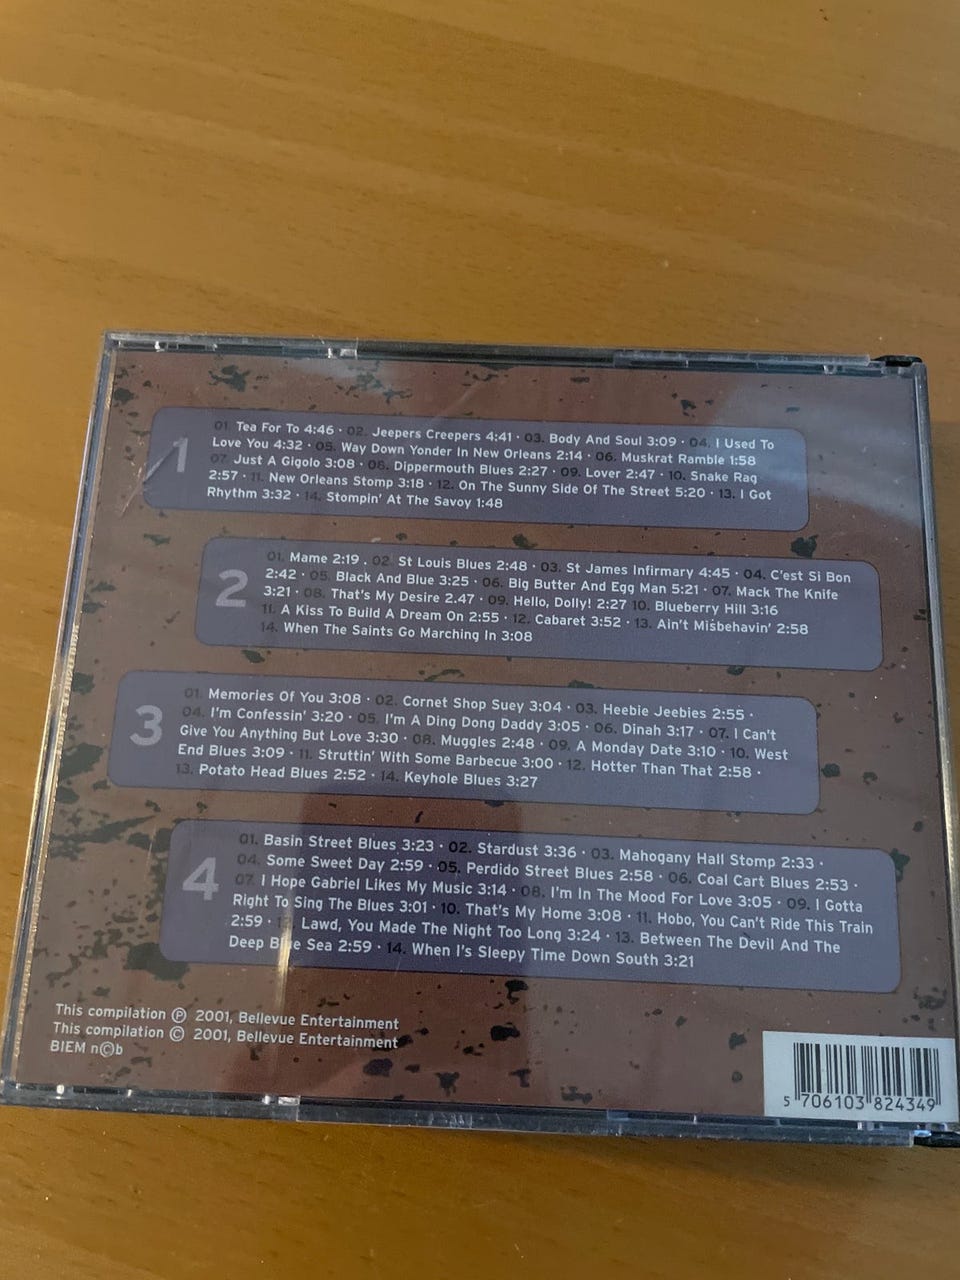 1
01. Tea For To 4:46 · 02. Jeepers Creepers 4:41 · 03. Body And Soul 3:09 · 04. I Used To
Love You 4:32 · 05. Way Down Yonder In New Orleans 2:14 · 06. Muskrat Ramble 1:58
07. Just A Gigolo 3:08 · 08. Dippermouth Blues 2:27 · 09. Lover 2:47 · 10. Snake Rag
2:57 · 11. New Orleans Stomp 3:18 · 12. On The Sunny Side Of The Street 5:20 · 13. I Got
Rhythm 3:32 · 14. Stompin' At The Savoy 1:48
2
01. Mame 2:19 . 02. St Louis Blues 2:48 · 03. St James Infirmary 4:45 · 04. C'est Si Bon
2:42 · 05. Black And Blue 3:25 · 06. Big Butter And Egg Man 5:21 · 07. Mack The Knife
3:21 · 08. That's My Desire 2.47 · 09. Hello, Dolly! 2:27 10. Blueberry Hill 3:16
11. A Kiss To Build A Dream On 2:55 · 12. Cabaret 3:52 · 13. Ain't Misbehavin' 2:58
14. When The Saints Go Marching In 3:08
3
01. Memories Of You 3:08 · 02. Cornet Shop Suey 3:04 · 03. Heebie Jeebies 2:55 ·
04. I'm Confessin' 3:20 · 05. I'm A Ding Dong Daddy 3:05 · 06. Dinah 3:17 · 07. I Can't
Give You Anything But Love 3:30 · 08. Muggles 2:48 · 09. A Monday Date 3:10 · 10. West
End Blues 3:09 · 11. Struttin' With Some Barbecue 3:00 · 12. Hotter Than That 2:58 ·
13. Potato Head Blues 2:52 · 14. Keyhole Blues 3:27
4
01. Basin Street Blues 3:23 · 02. Stardust 3:36 · 03. Mahogany Hall Stomp 2:33 ·
04. Some Sweet Day 2:59 · 05. Perdido Street Blues 2:58 · 06. Coal Cart Blues 2:53 ·
07. I Hope Gabriel Likes My Music 3:14 · 08. I'm In The Mood For Love 3:05 · 09. I Gotta
Right To Sing The Blues 3:01 · 10. That's My Home 3:08 · 11. Hobo, You Can't Ride This Train
2:59 · Lawd, You Made The Night Too Long 3:24 · 13. Between The Devil And The
Deep Blue Sea 2:59 · 14. When I's Sleepy Time Down South 3:21
This compilation ℗ 2001, Bellevue Entertainment
This compilation © 2001, Bellevue Entertainment
BIEM n©b
5 706103 824349